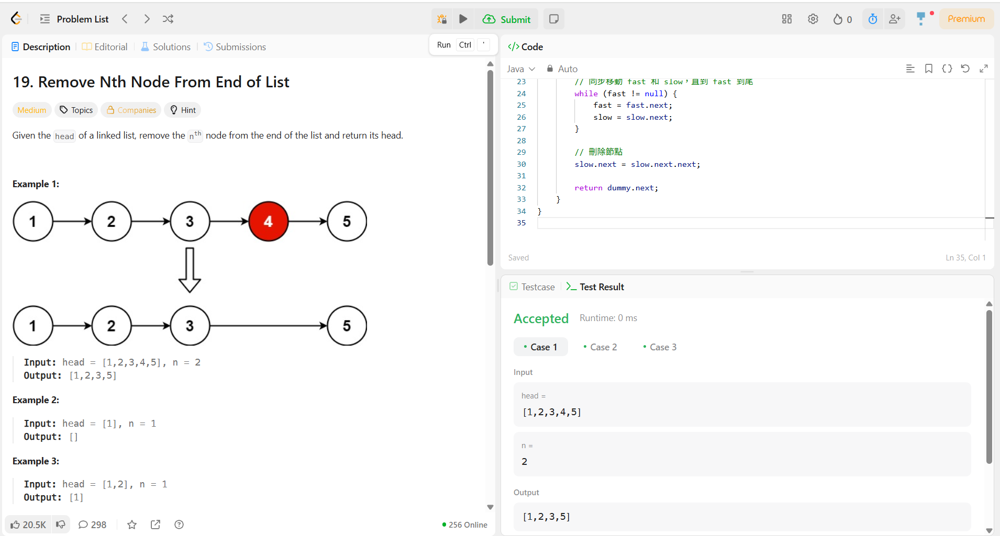 Problem List
Submit
0
Premium
Description
Editorial
Solutions
Submissions
Run Ctrl '
19. Remove Nth Node From End of List
Medium
Topics
Companies
Hint
Given the head of a linked list, remove the nth node from the end of the list and return its head.
Example 1:
1 2 3 4 5
1 2 3 5
Input: head = [1,2,3,4,5], n = 2
Output: [1,2,3,5]
Example 2:
Input: head = [1], n = 1
Output: []
Example 3:
Input: head = [1,2], n = 1
Output: [1]
20.5K
298
256 Online
</> Code
Java
Auto
23 // 同步移動 fast 和 slow，直到 fast 到尾
24 while (fast != null) {
25 fast = fast.next;
26 slow = slow.next;
27 }
28
29 // 刪除節點
30 slow.next = slow.next.next;
31
32 return dummy.next;
33 }
34 }
35
Saved
Ln 35, Col 1
Testcase
Test Result
Accepted
Runtime: 0 ms
Case 1
Case 2
Case 3
Input
head =
[1,2,3,4,5]
n =
2
Output
[1,2,3,5]